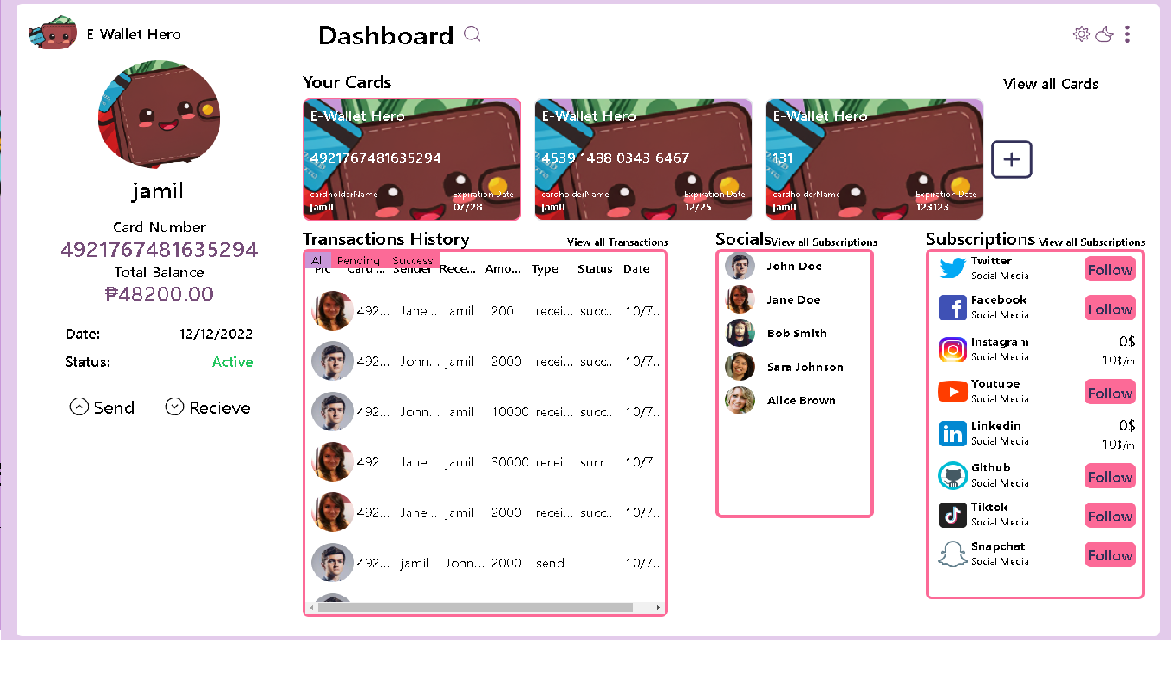 E-Wallet Hero
jamil
Card Number
4921767481635294
Total Balance
₱48200.00
Date: 12/12/2022
Status: Active
Send Recieve
Dashboard
Your Cards View all Cards
E-Wallet Hero
4921767481635294
cardholderName Expiration Date
jamil 07/28
E-Wallet Hero
4539 1488 0343 6467
cardholderName Expiration Date
jamil 12/25
E-Wallet Hero
131
cardholderName Expiration Date
jamil 123123
Transactions History View all Transactions
All Pending Success
Pic Card ... Sender Rece... Amo... Type Status Date
492... Jane... jamil 200 recei... succ... 10/7...
492... John... jamil 2000 recei... succ... 10/7...
492... John... jamil 10000 recei... succ... 10/7...
492... Jane... jamil 30000 recei... succ... 10/7...
492... Jane... jamil 2000 recei... succ... 10/7...
492... jamil John... 2000 send 10/7...
Socials View all Subscriptions
John Doe
Jane Doe
Bob Smith
Sara Johnson
Alice Brown
Subscriptions View all Subscriptions
Twitter
Social Media
Follow
Facebook
Social Media
Follow
Instagram 0$
Social Media 10$/m
Youtube
Social Media
Follow
Linkedin 0$
Social Media 10$/m
Github
Social Media
Follow
Tiktok
Social Media
Follow
Snapchat
Social Media
Follow